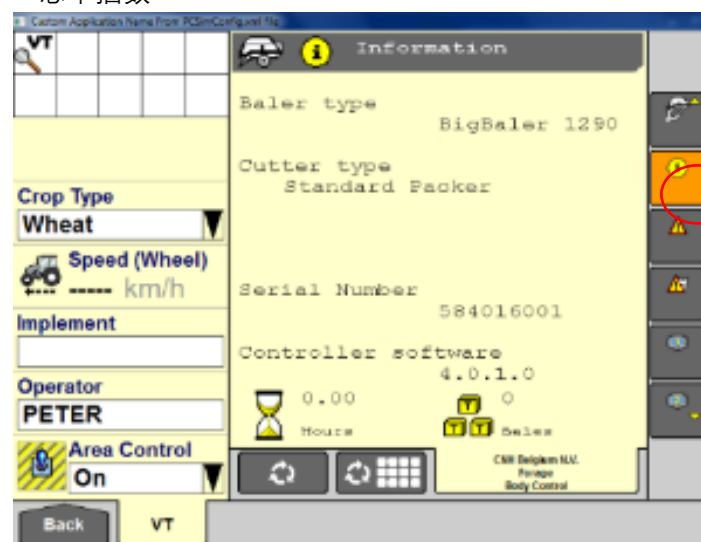 Custom Application Name From PCSimConfig.xml file
VT
Information
Baler type
BigBaler 1290
Cutter type
Standard Packer
Crop Type
Wheat
Speed (Wheel)
----- km/h
Serial Number
584016001
Implement
Controller software
4.0.1.0
Operator
PETER
0.00
Hours
0
Bales
Area Control
On
CNH Belgium N.V.
Forage
Body Control
Back
VT